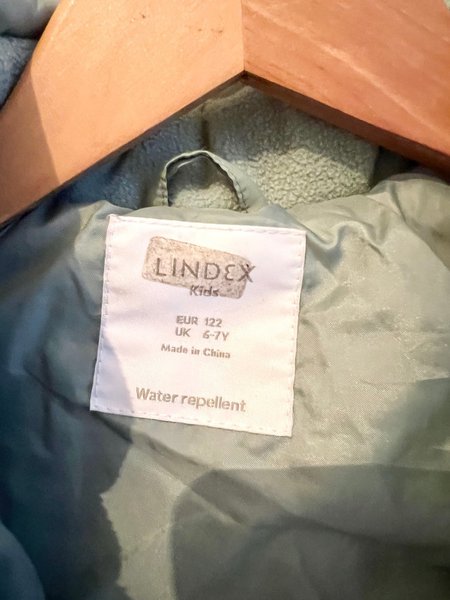 LINDEX
Kids
EUR 122
UK 6-7Y
Made in China
Water repellent